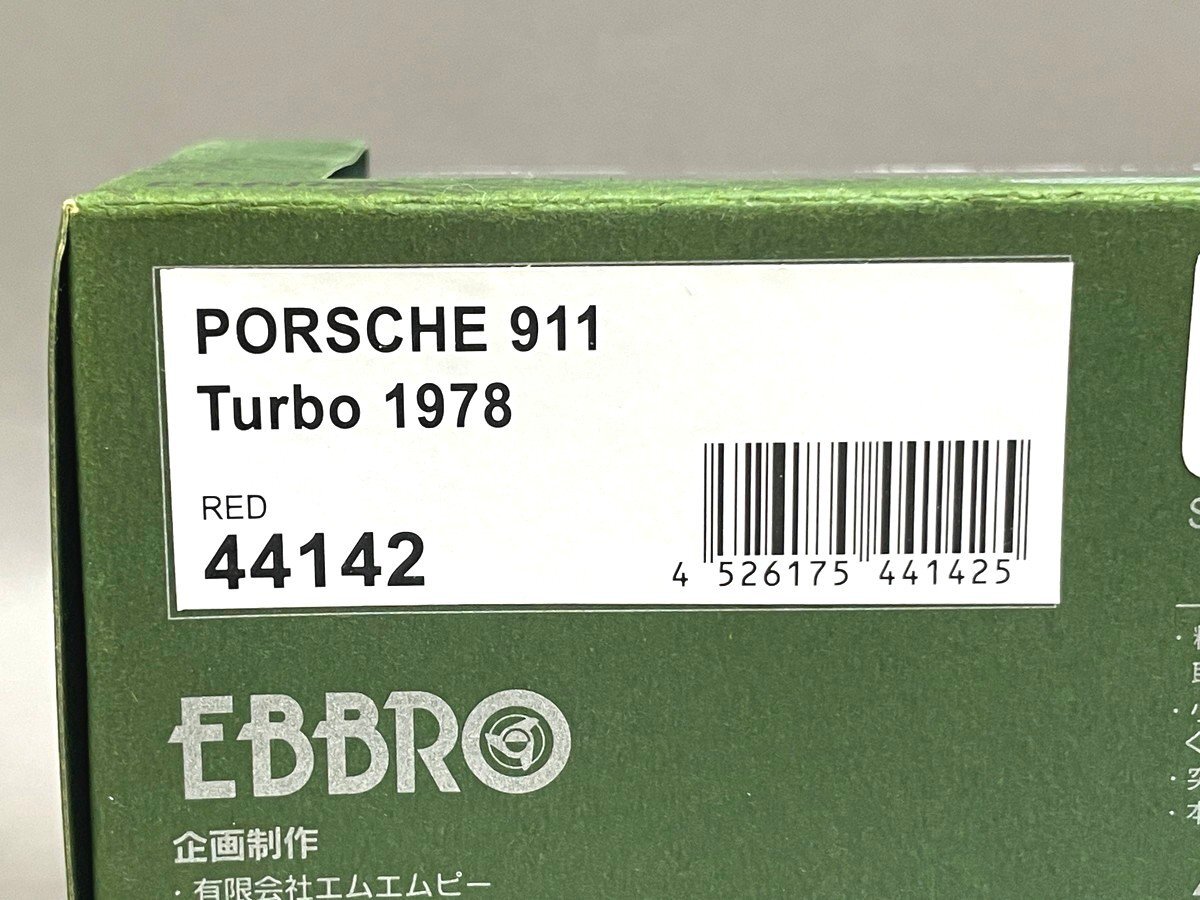 PORSCHE 911
Turbo 1978
RED
44142
4 526175 441425
EBBRO
企画制作
・有限会社エムエムピー